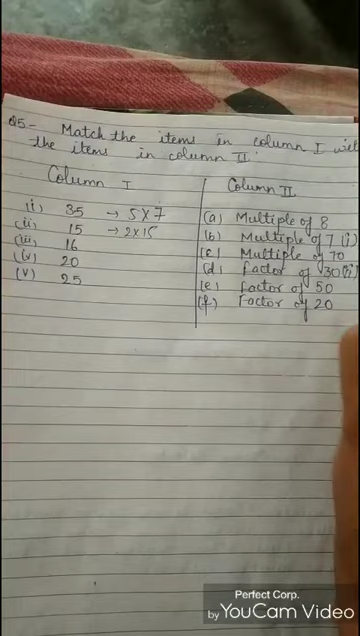 Q5- Match the items in column I with
the items in column II.
Column I
(i) 35 → 5×7
(ii) 15 → 2×15
(iii) 16
(iv) 20
(v) 25
Column II
(a) Multiple of 8
(b) Multiple of 7 (i)
(c) Multiple of 70
(d) factor of 30 (ii)
(e) factor of 50
(f) Factor of 20
Perfect Corp.
by YouCam Video